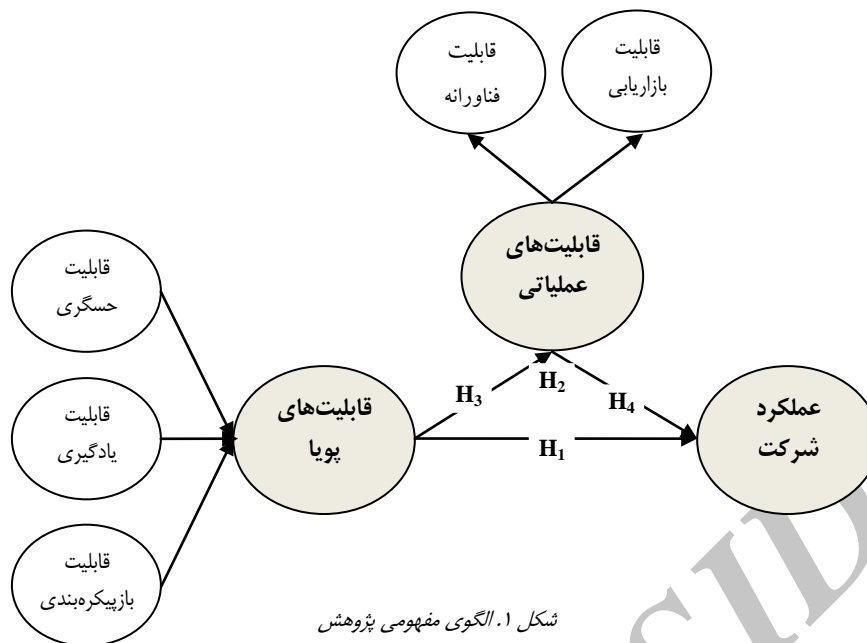 قابلیت
فناورانه
قابلیت
بازاریابی
قابلیت‌های
عملیاتی
قابلیت
حسگری
قابلیت
یادگیری
قابلیت
بازپیکره‌بندی
قابلیت‌های
پویا
عملکرد
شرکت
H3
H2
H4
H1
شکل ۱. الگوی مفهومی پژوهش
SID